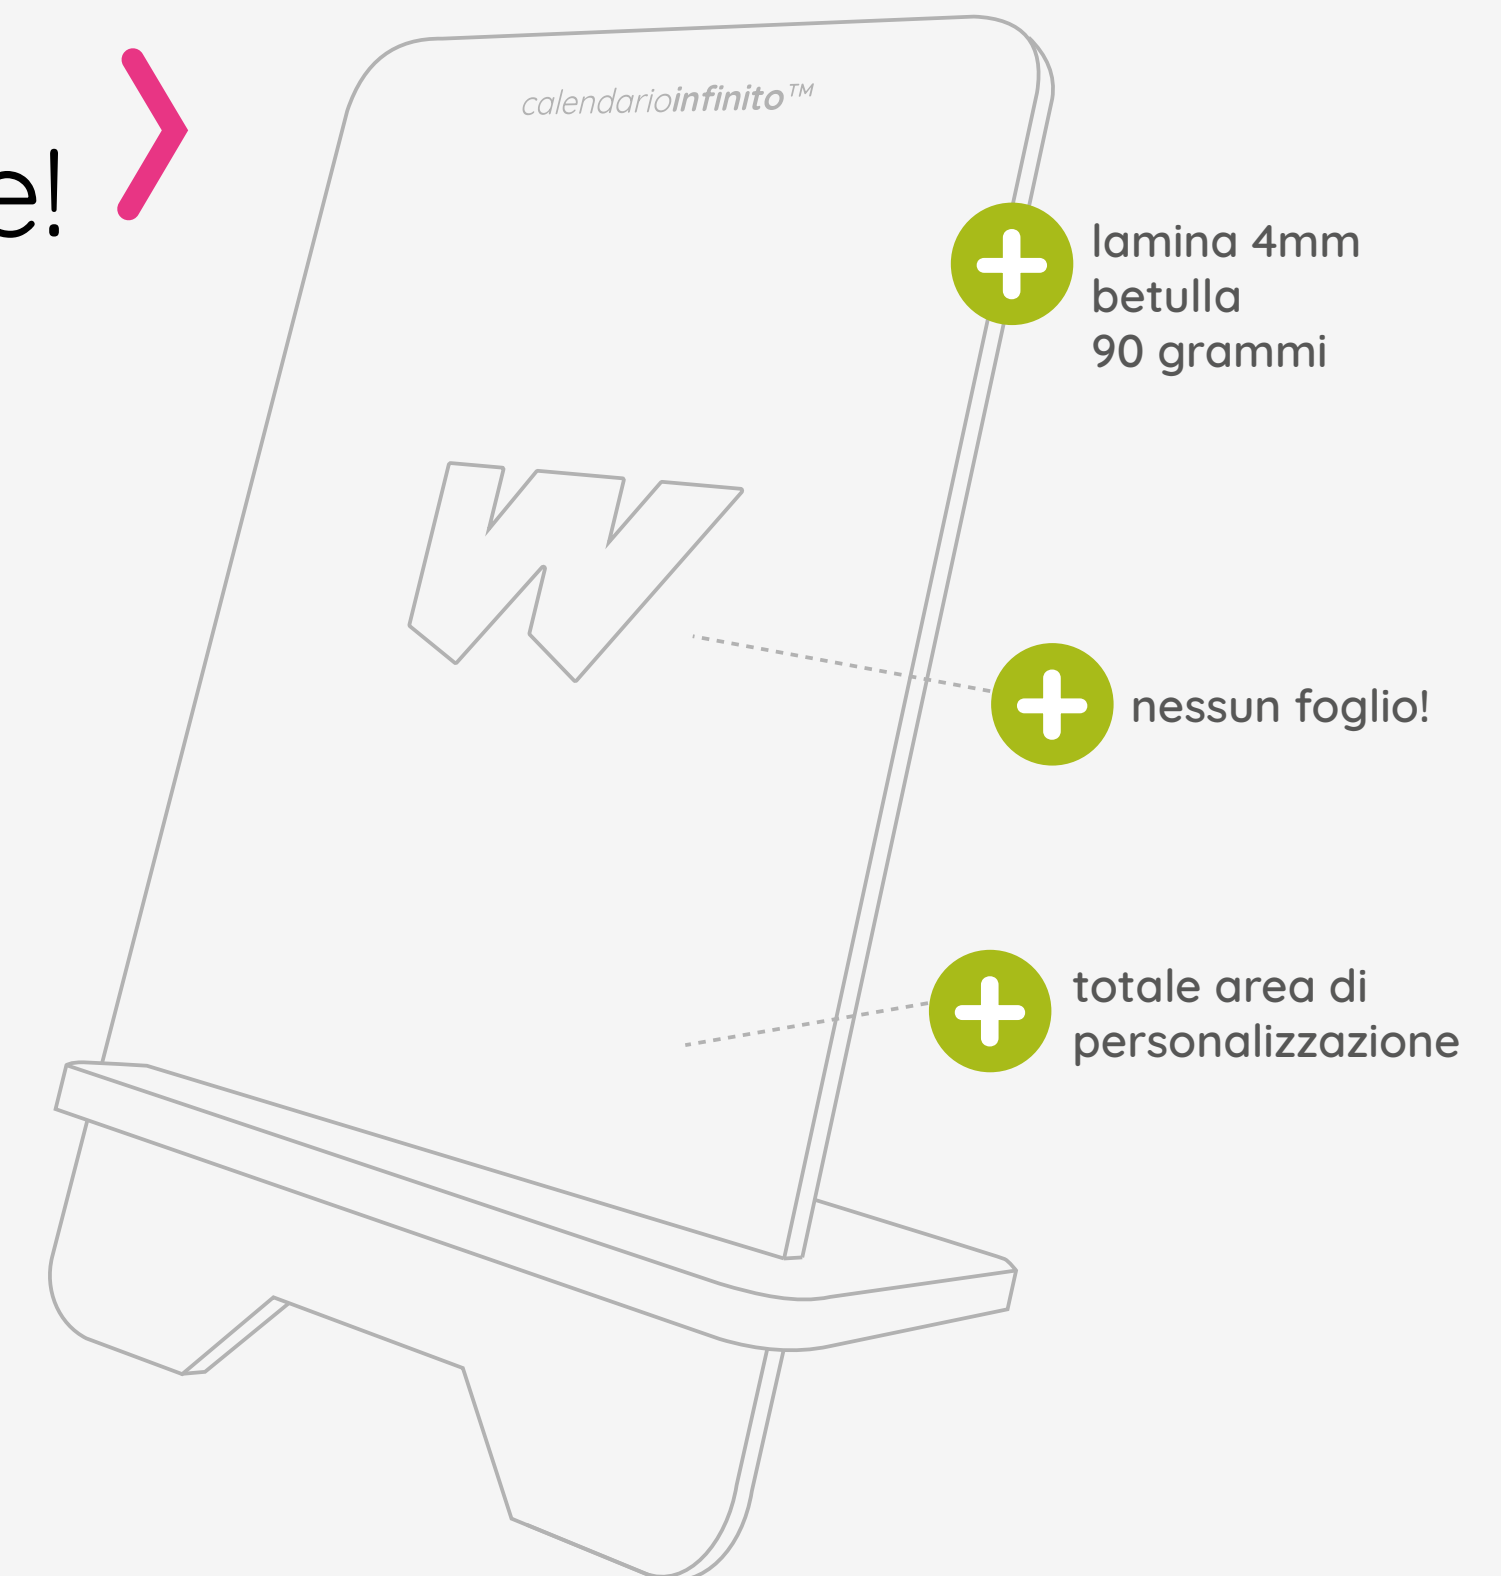 calendarioinfinito™
e!
lamina 4mm
betulla
90 grammi
W
nessun foglio!
totale area di
personalizzazione